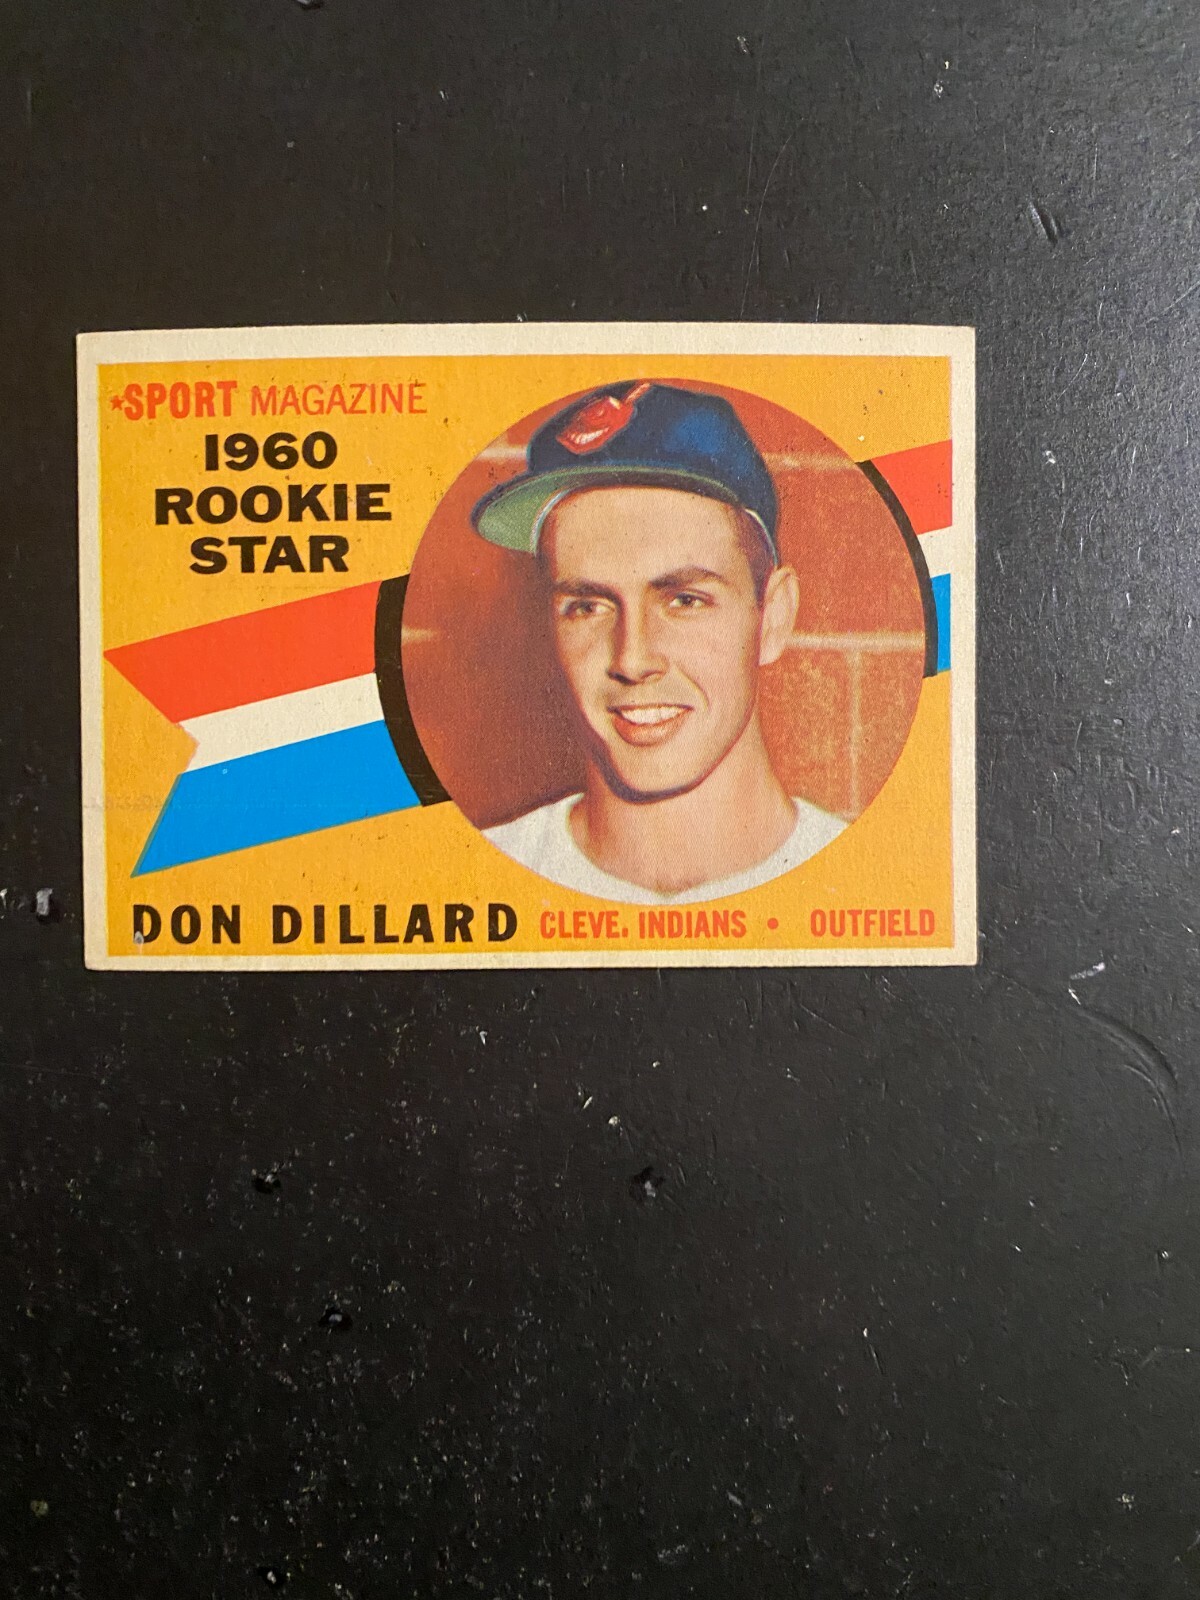 ★SPORT MAGAZINE
1960
ROOKIE
STAR
DON DILLARD CLEVE. INDIANS • OUTFIELD